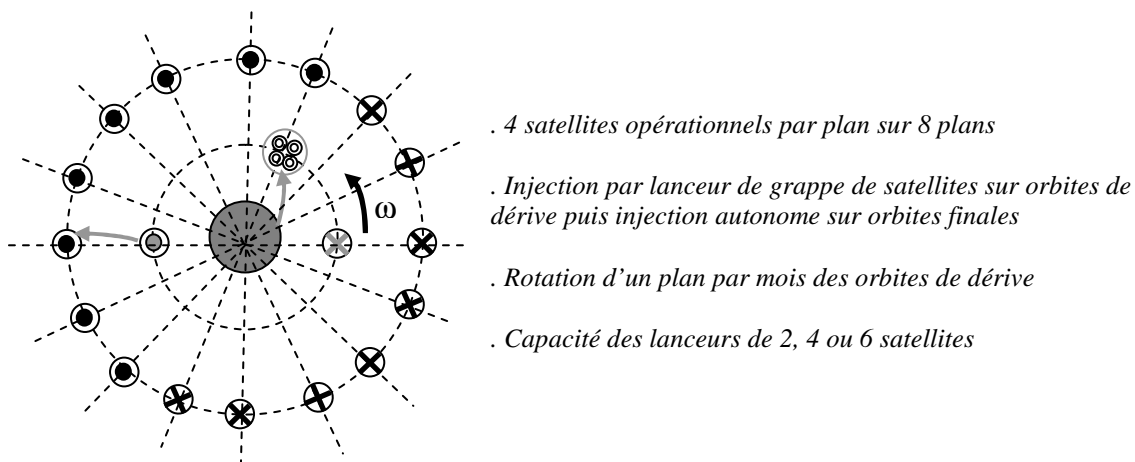 . 4 satellites opérationnels par plan sur 8 plans
. Injection par lanceur de grappe de satellites sur orbites de
dérive puis injection autonome sur orbites finales
ω
. Rotation d'un plan par mois des orbites de dérive
. Capacité des lanceurs de 2, 4 ou 6 satellites